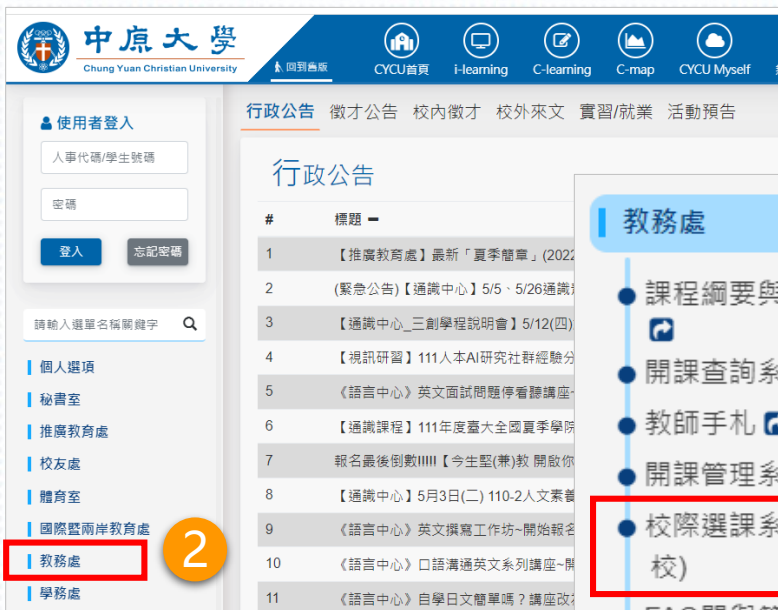 中原大學
Chung Yuan Christian University
回到舊版
CYCU首頁
i-learning
C-learning
C-map
CYCU Myself
使用者登入
人事代碼/學生號碼
密碼
登入
忘記密碼
請輸入選單名稱關鍵字
個人選項
秘書室
推廣教育處
校友處
體育室
國際暨兩岸教育處
教務處
2
學務處
行政公告 徵才公告 校內徵才 校外來文 實習/就業 活動預告
行政公告
# 標題
1 【推廣教育處】最新「夏季簡章」(2022
2 (緊急公告)【通識中心】5/5、5/26通識
3 【通識中心_三創學程說明會】5/12(四)
4 【視訊研習】111人本AI研究社群經驗分
5 《語言中心》英文面試問題停看聽講座~
6 【通識課程】111年度臺大全國夏季學院
7 報名最後倒數!!!!!【今生堅(兼)教 開啟你
8 【通識中心】5月3日(二) 110-2人文素養
9 《語言中心》英文撰寫工作坊~開始報名
10 《語言中心》口語溝通英文系列講座~開
11 《語言中心》自學日文簡單嗎？講座改
教務處
課程綱要與
開課查詢系
教師手札
開課管理系
校際選課系
校)